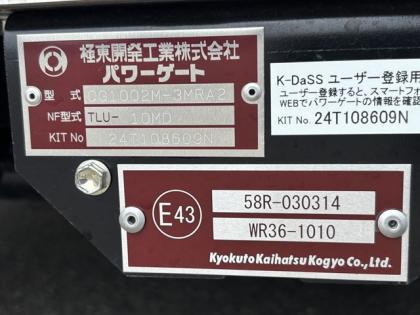 極東開発工業株式会社
パワーゲート
型 式 CG1002M-3MRA2
NF型式 TLU- 10MD
KIT No 24T108609N
K-DaSS ユーザー登録用
ユーザー登録すると、スマートフォ
WEBでパワーゲートの情報を確認
KIT No. 24T108609N
E43
58R-030314
WR36-1010
Kyokuto Kaihatsu Kogyo Co., Ltd.